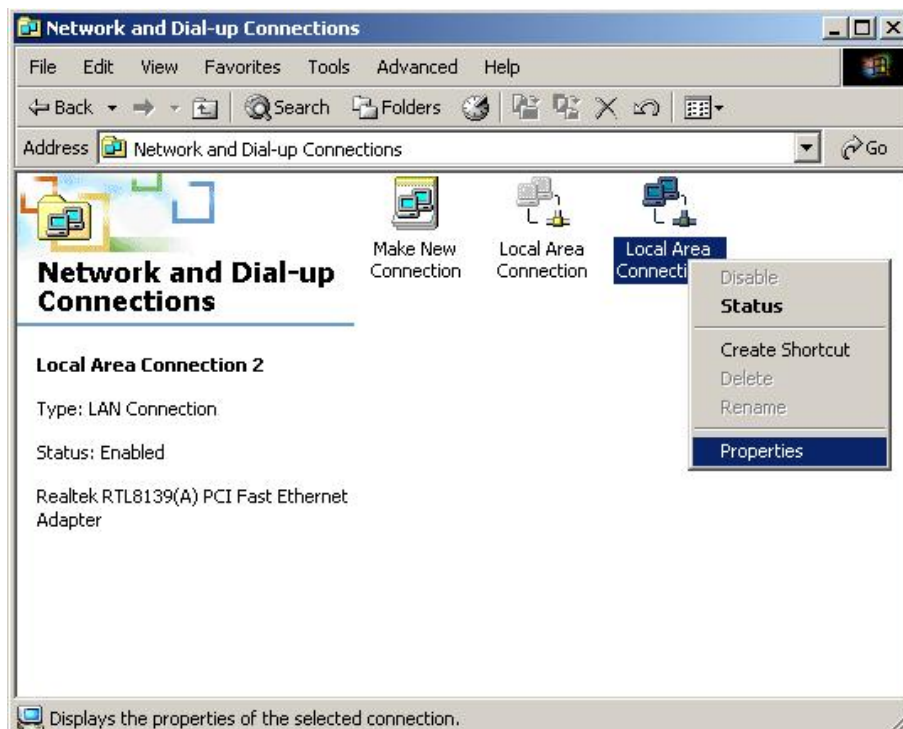 Network and Dial-up Connections
File Edit View Favorites Tools Advanced Help
Back Search Folders
Address Network and Dial-up Connections Go
Make New
Connection
Local Area
Connection
Local Area
Connecti
Network and Dial-up
Connections
Local Area Connection 2
Type: LAN Connection
Status: Enabled
Realtek RTL8139(A) PCI Fast Ethernet
Adapter
Disable
Status
Create Shortcut
Delete
Rename
Properties
Displays the properties of the selected connection.